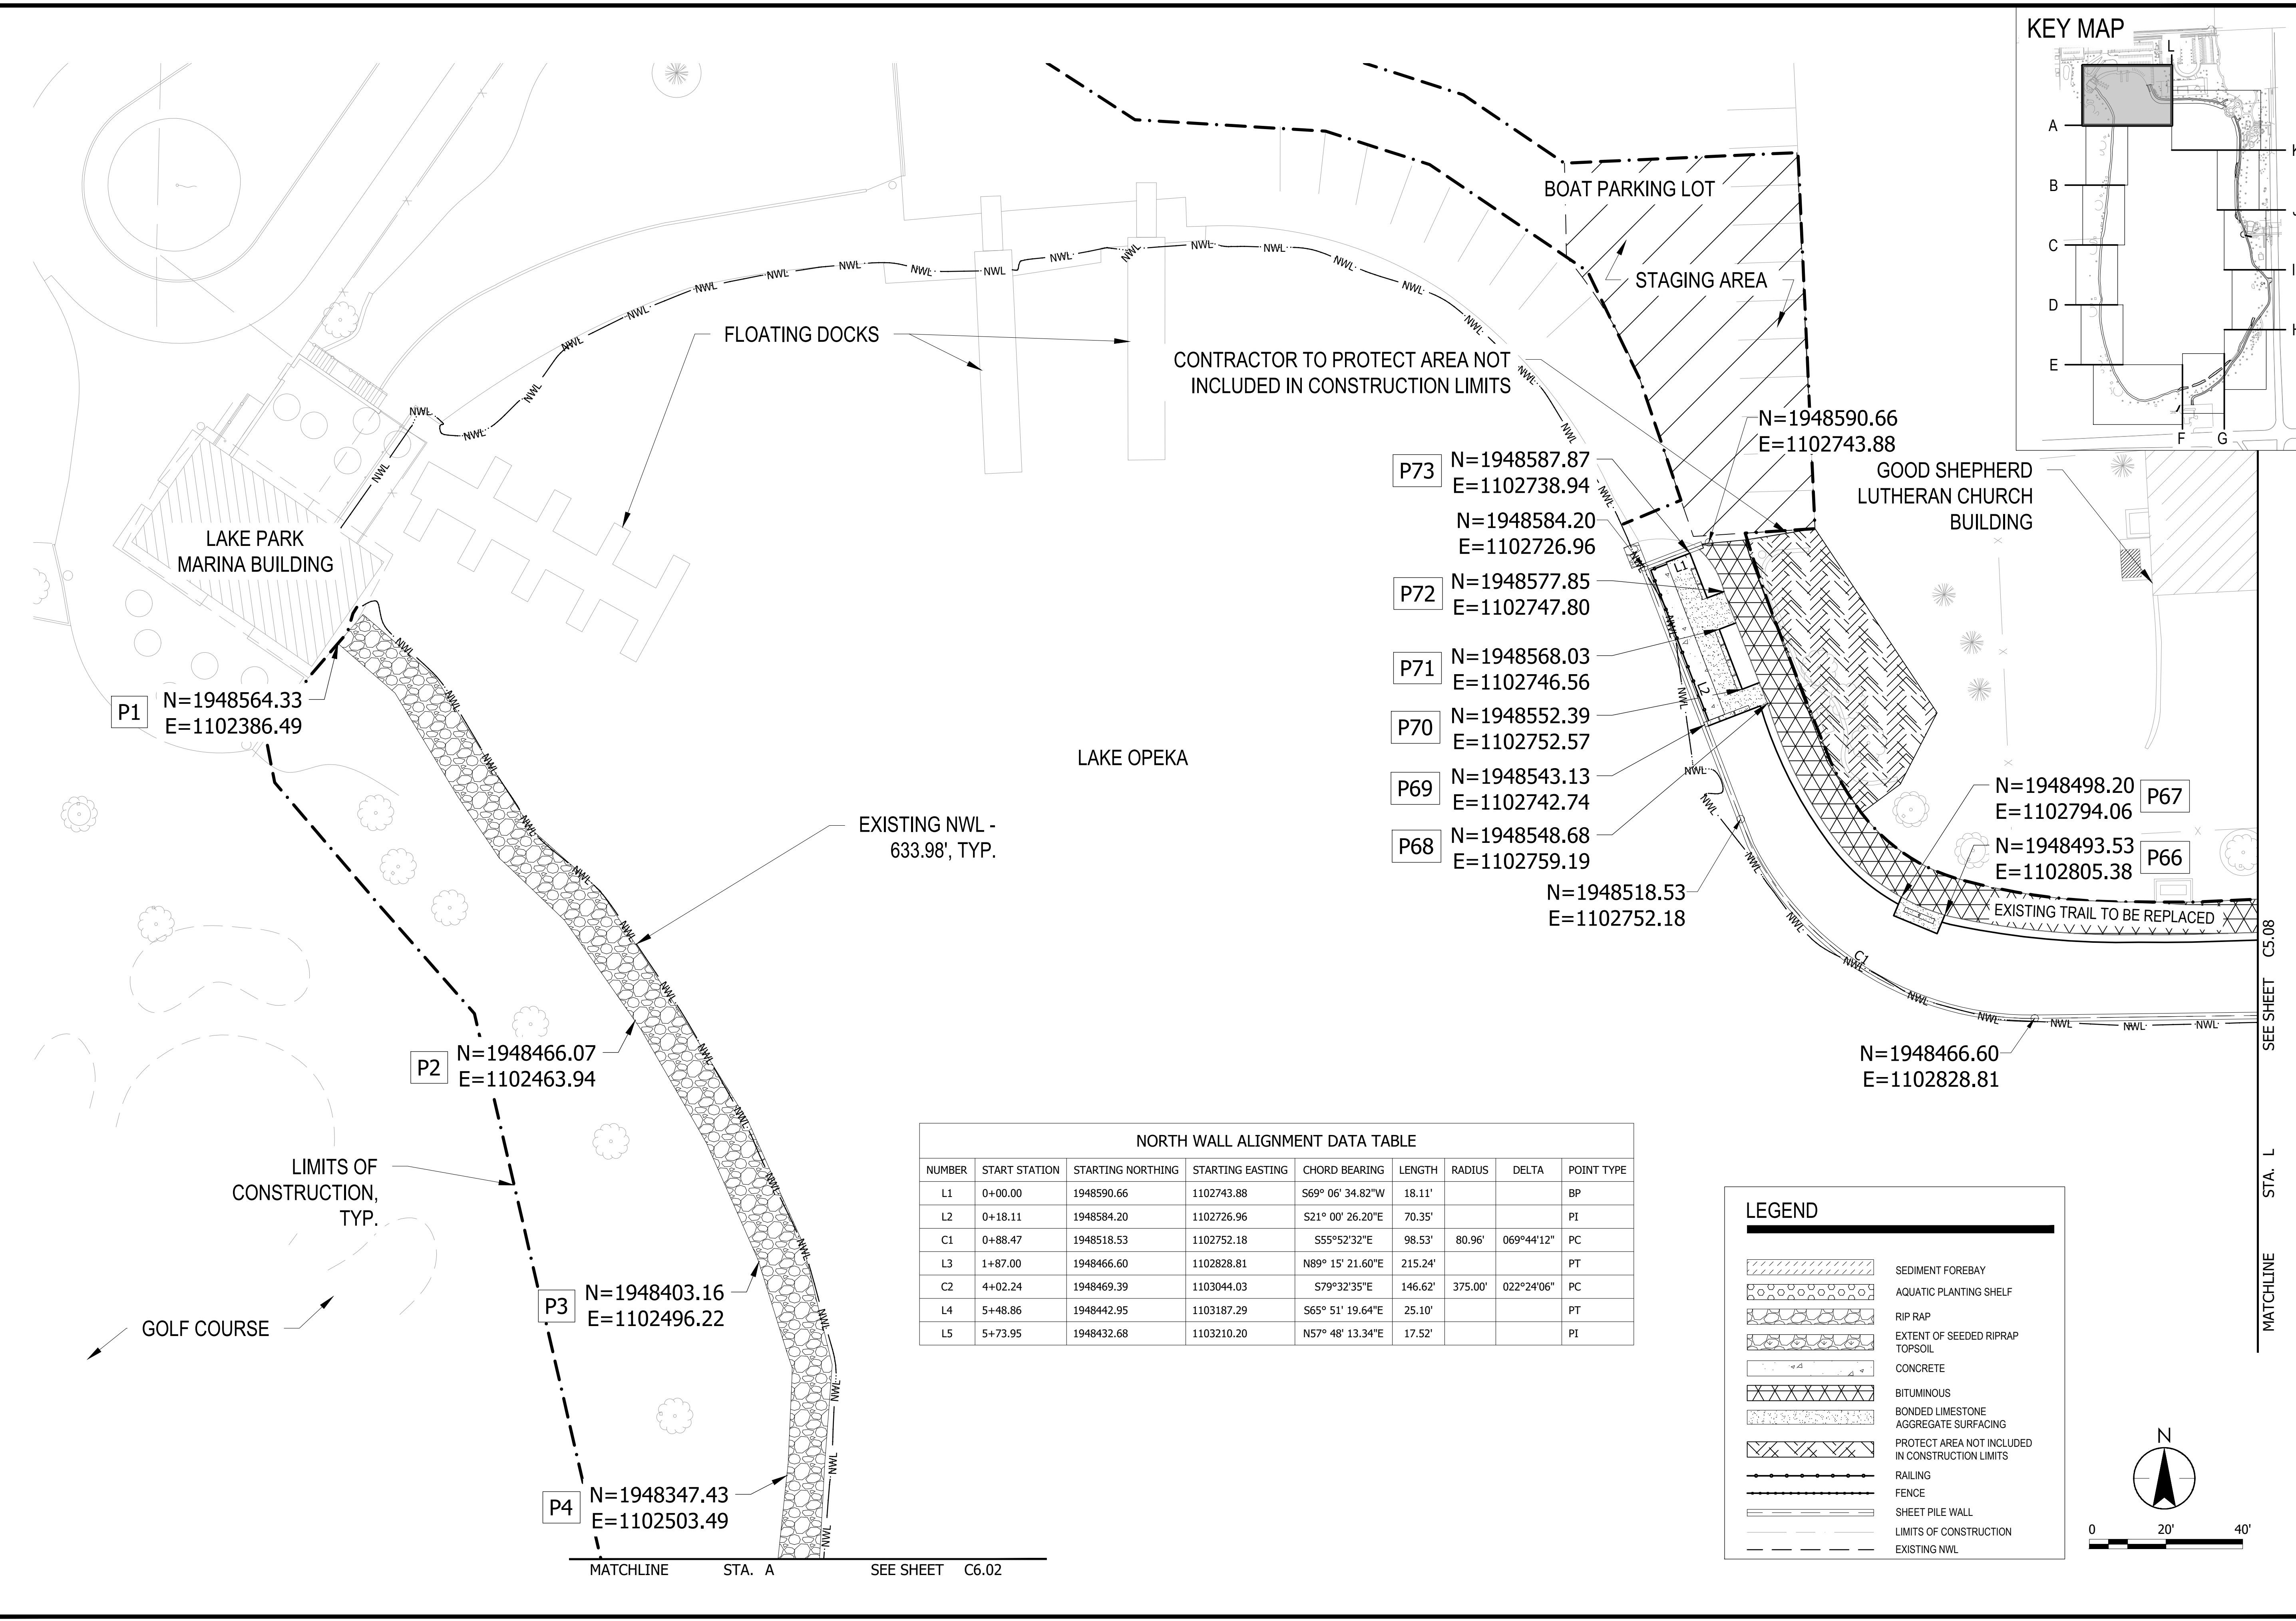 KEY MAP
L
A
B
C
D
E
F
G
BOAT PARKING LOT
STAGING AREA
FLOATING DOCKS
CONTRACTOR TO PROTECT AREA NOT
INCLUDED IN CONSTRUCTION LIMITS
N=1948590.66
E=1102743.88
P73
N=1948587.87
E=1102738.94
GOOD SHEPHERD
LUTHERAN CHURCH
BUILDING
N=1948584.20
E=1102726.96
LAKE PARK
MARINA BUILDING
P72
N=1948577.85
E=1102747.80
L1
P71
N=1948568.03
E=1102746.56
L2
P1
N=1948564.33
E=1102386.49
P70
N=1948552.39
E=1102752.57
LAKE OPEKA
P69
N=1948543.13
E=1102742.74
P67
N=1948498.20
E=1102794.06
P68
N=1948548.68
E=1102759.19
EXISTING NWL -
633.98', TYP.
P66
N=1948493.53
E=1102805.38
N=1948518.53
E=1102752.18
EXISTING TRAIL TO BE REPLACED
C1
NWL
P2
N=1948466.07
E=1102463.94
N=1948466.60
E=1102828.81
MATCHLINE STA. L SEE SHEET C5.08
NORTH WALL ALIGNMENT DATA TABLE
NUMBER START STATION STARTING NORTHING STARTING EASTING CHORD BEARING LENGTH RADIUS DELTA POINT TYPE
L1 0+00.00 1948590.66 1102743.88 S69° 06' 34.82"W 18.11' BP
L2 0+18.11 1948584.20 1102726.96 S21° 00' 26.20"E 70.35' PI
C1 0+88.47 1948518.53 1102752.18 S55°52'32"E 98.53' 80.96' 069°44'12" PC
L3 1+87.00 1948466.60 1102828.81 N89° 15' 21.60"E 215.24' PT
C2 4+02.24 1948469.39 1103044.03 S79°32'35"E 146.62' 375.00' 022°24'06" PC
L4 5+48.86 1948442.95 1103187.29 S65° 51' 19.64"E 25.10' PT
L5 5+73.95 1948432.68 1103210.20 N57° 48' 13.34"E 17.52' PI
LIMITS OF
CONSTRUCTION,
TYP.
P3
N=1948403.16
E=1102496.22
GOLF COURSE
P4
N=1948347.43
E=1102503.49
MATCHLINE STA. A SEE SHEET C6.02
LEGEND
SEDIMENT FOREBAY
AQUATIC PLANTING SHELF
RIP RAP
EXTENT OF SEEDED RIPRAP
TOPSOIL
CONCRETE
BITUMINOUS
BONDED LIMESTONE
AGGREGATE SURFACING
PROTECT AREA NOT INCLUDED
IN CONSTRUCTION LIMITS
RAILING
FENCE
SHEET PILE WALL
LIMITS OF CONSTRUCTION
EXISTING NWL
N
0 20' 40'